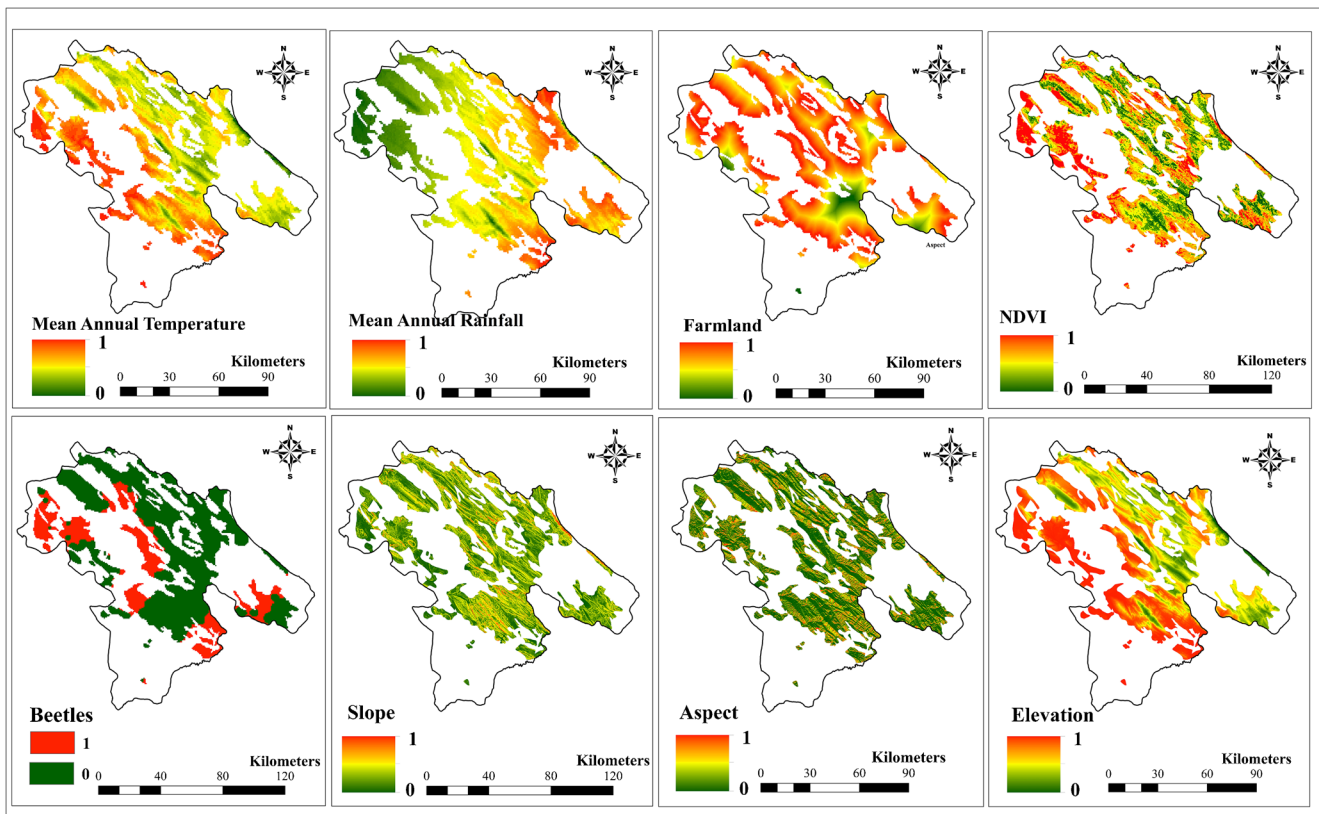 N
W E
S
Mean Annual Temperature
1
0
Kilometers
0 30 60 90
N
W E
S
Mean Annual Rainfall
1
0
Kilometers
0 30 60 90
N
W E
S
Aspect
Farmland
1
0
Kilometers
0 30 60 90
N
W E
S
NDVI
1
0
Kilometers
0 40 80 120
N
W E
S
Beetles
1
0
Kilometers
0 40 80 120
N
W E
S
Slope
1
0
Kilometers
0 40 80 120
N
W E
S
Aspect
1
0
Kilometers
0 30 60 90
N
W E
S
Elevation
1
0
Kilometers
0 30 60 90